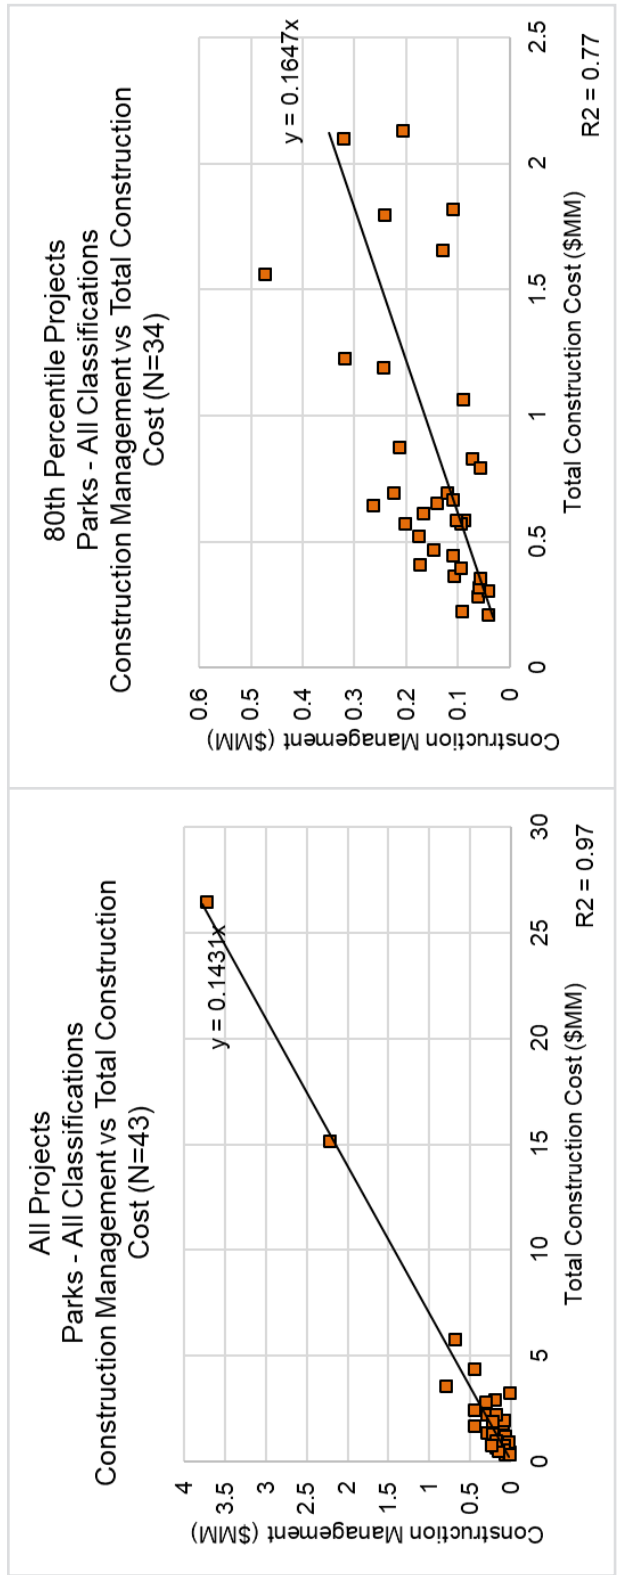 All Projects
Parks - All Classifications
Construction Management vs Total Construction
Cost (N=43)
4
3.5
3
2.5
2
1.5
1
0.5
0
Construction Management ($MM)
y = 0.1431x
0
5
10
15
20
25
30
Total Construction Cost ($MM)
R2 = 0.97
80th Percentile Projects
Parks - All Classifications
Construction Management vs Total Construction
Cost (N=34)
0.6
0.5
0.4
0.3
0.2
0.1
0
Construction Management ($MM)
y = 0.1647x
0
0.5
1
1.5
2
2.5
Total Construction Cost ($MM)
R2 = 0.77